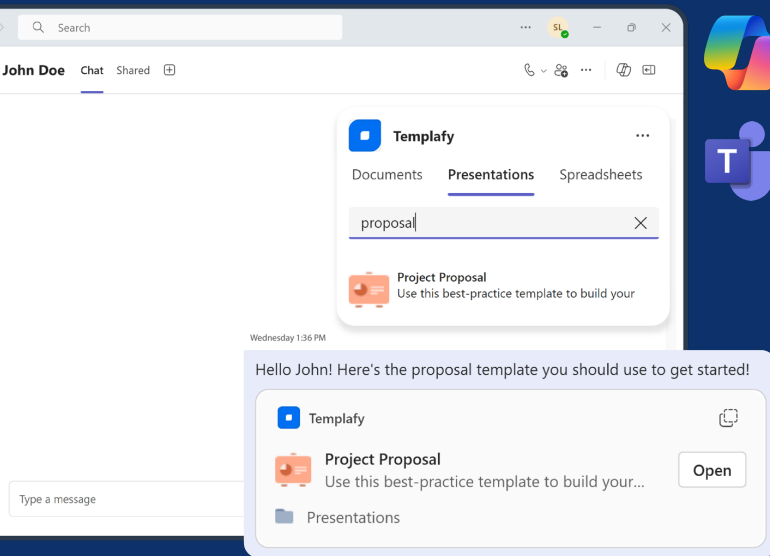 Search
SL
John Doe Chat Shared
Templafy
Documents Presentations Spreadsheets
proposal
Project Proposal
Use this best-practice template to build your
Wednesday 1:36 PM
Hello John! Here's the proposal template you should use to get started!
Templafy
Project Proposal
Use this best-practice template to build your...
Open
Presentations
Type a message
T